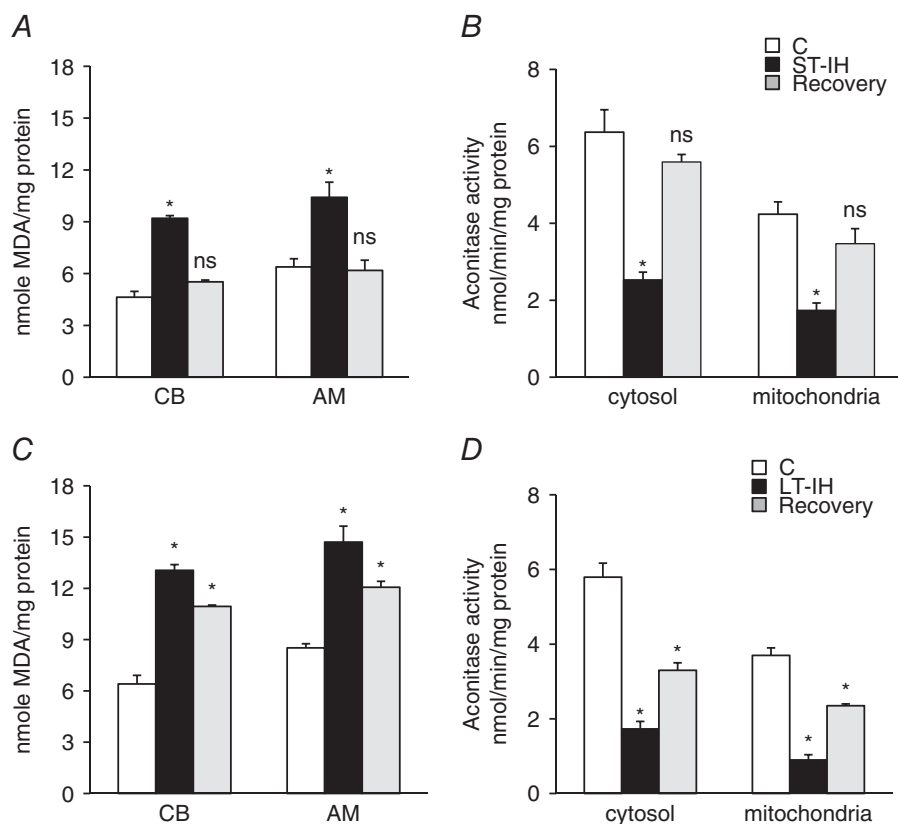 A
nmole MDA/mg protein
18
15
12
9
6
3
0
*
ns
*
ns
CB
AM
B
C
ST-IH
Recovery
Aconitase activity
nmol/min/mg protein
8
6
4
2
0
*
ns
*
ns
cytosol
mitochondria
C
nmole MDA/mg protein
18
15
12
9
6
3
0
*
*
*
*
CB
AM
D
C
LT-IH
Recovery
Aconitase activity
nmol/min/mg protein
8
6
4
2
0
*
*
*
*
cytosol
mitochondria